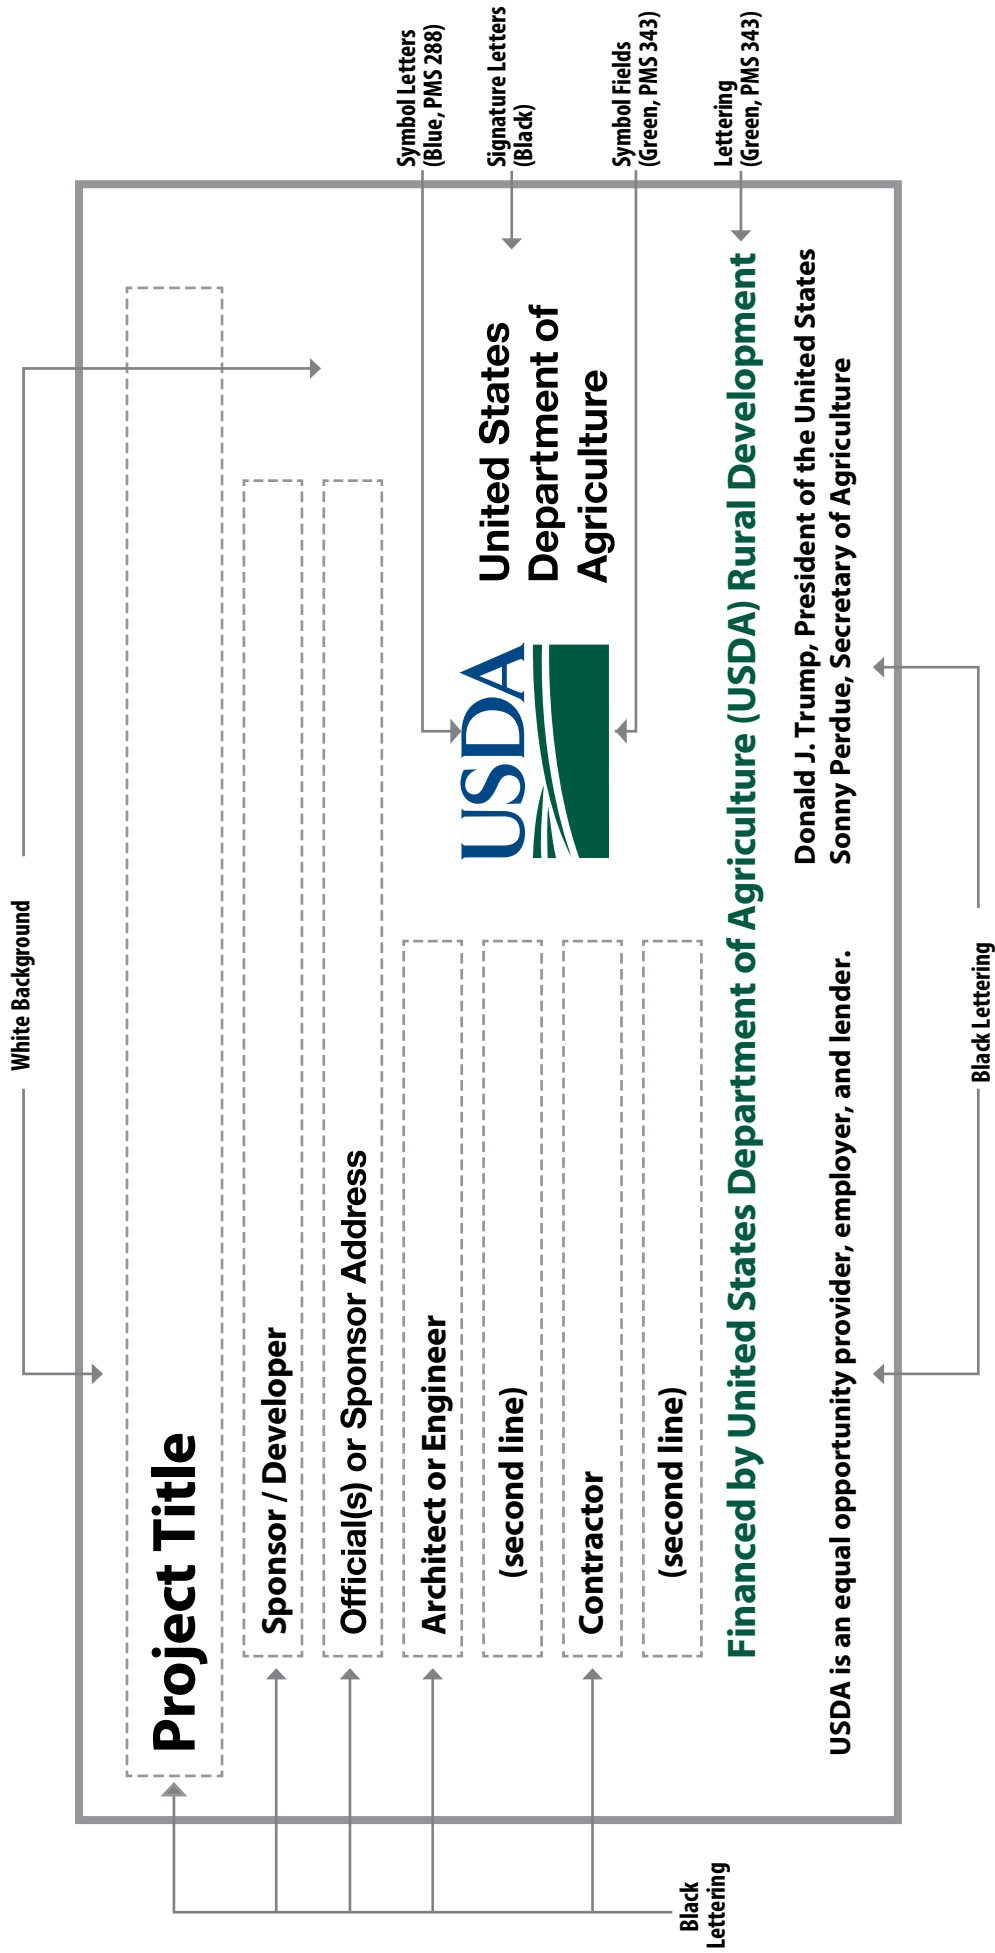 White Background
Project Title
Sponsor / Developer
Official(s) or Sponsor Address
Architect or Engineer
(second line)
Contractor
(second line)
USDA
United States
Department of
Agriculture
Financed by United States Department of Agriculture (USDA) Rural Development
Donald J. Trump, President of the United States
Sonny Perdue, Secretary of Agriculture
USDA is an equal opportunity provider, employer, and lender.
Symbol Letters
(Blue, PMS 288)
Signature Letters
(Black)
Symbol Fields
(Green, PMS 343)
Lettering
(Green, PMS 343)
Black
Lettering
Black Lettering